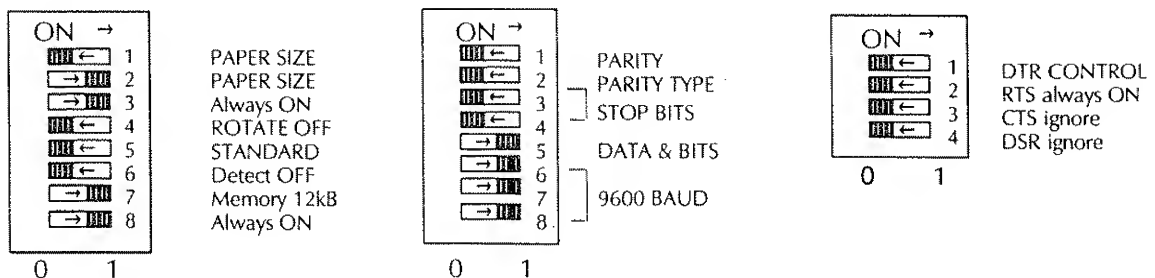 ON →
← 1 PAPER SIZE
→ 2 PAPER SIZE
→ 3 Always ON
← 4 ROTATE OFF
← 5 STANDARD
← 6 Detect OFF
→ 7 Memory 12kB
→ 8 Always ON
0 1
ON →
← 1 PARITY
← 2 PARITY TYPE
← 3
STOP BITS
← 4
→ 5 DATA & BITS
→ 6
→ 7 9600 BAUD
→ 8
0 1
ON →
← 1 DTR CONTROL
← 2 RTS always ON
← 3 CTS ignore
← 4 DSR ignore
0 1